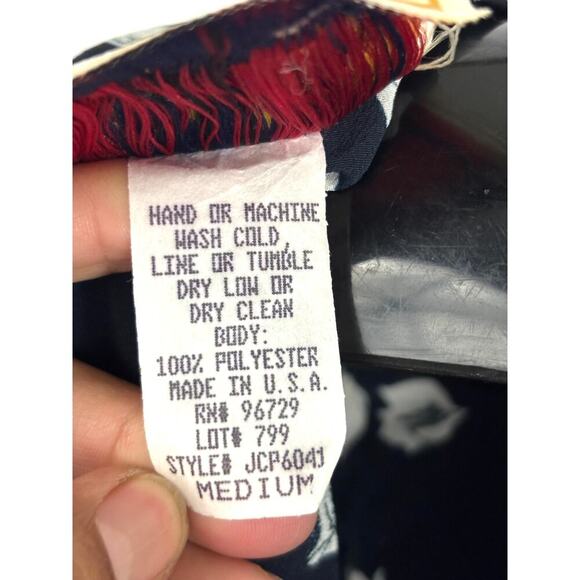 HAND OR MACHINE
WASH COLD,
LINE OR TUMBLE
DRY LOW OR
DRY CLEAN
BODY:
100% POLYESTER
MADE IN U.S.A.
RN# 96729
LOT# 799
STYLE# JCP6041
MEDIUM